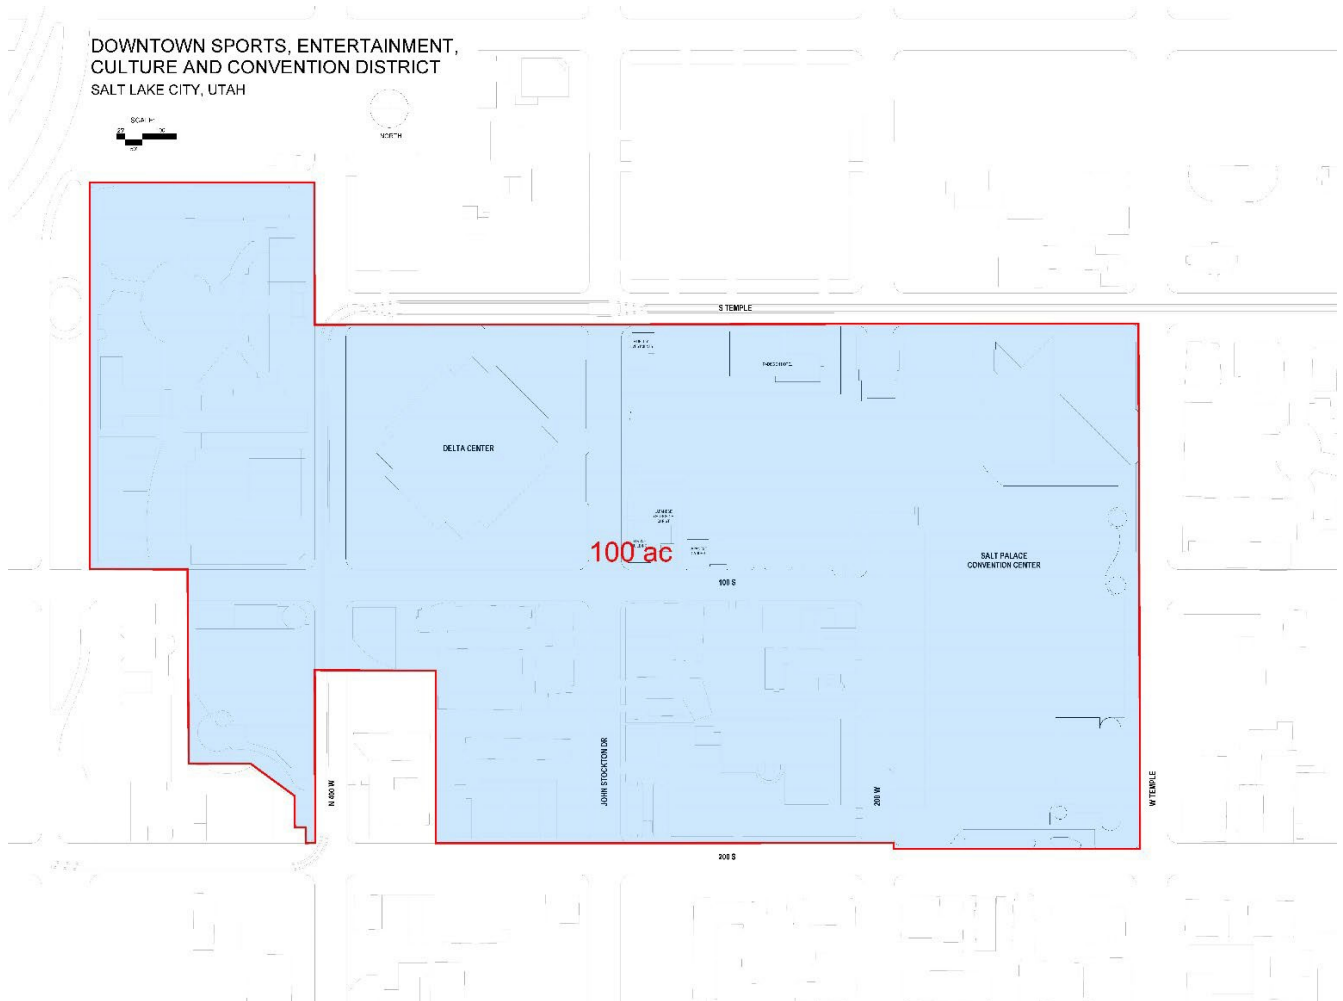 DOWNTOWN SPORTS, ENTERTAINMENT,
CULTURE AND CONVENTION DISTRICT
SALT LAKE CITY, UTAH
SCALE:
NORTH
S TEMPLE
DELTA CENTER
100 ac
SALT PALACE
CONVENTION CENTER
100 S
JOHN STOCKTON DR
N 400 W
200 W
W TEMPLE
200 S